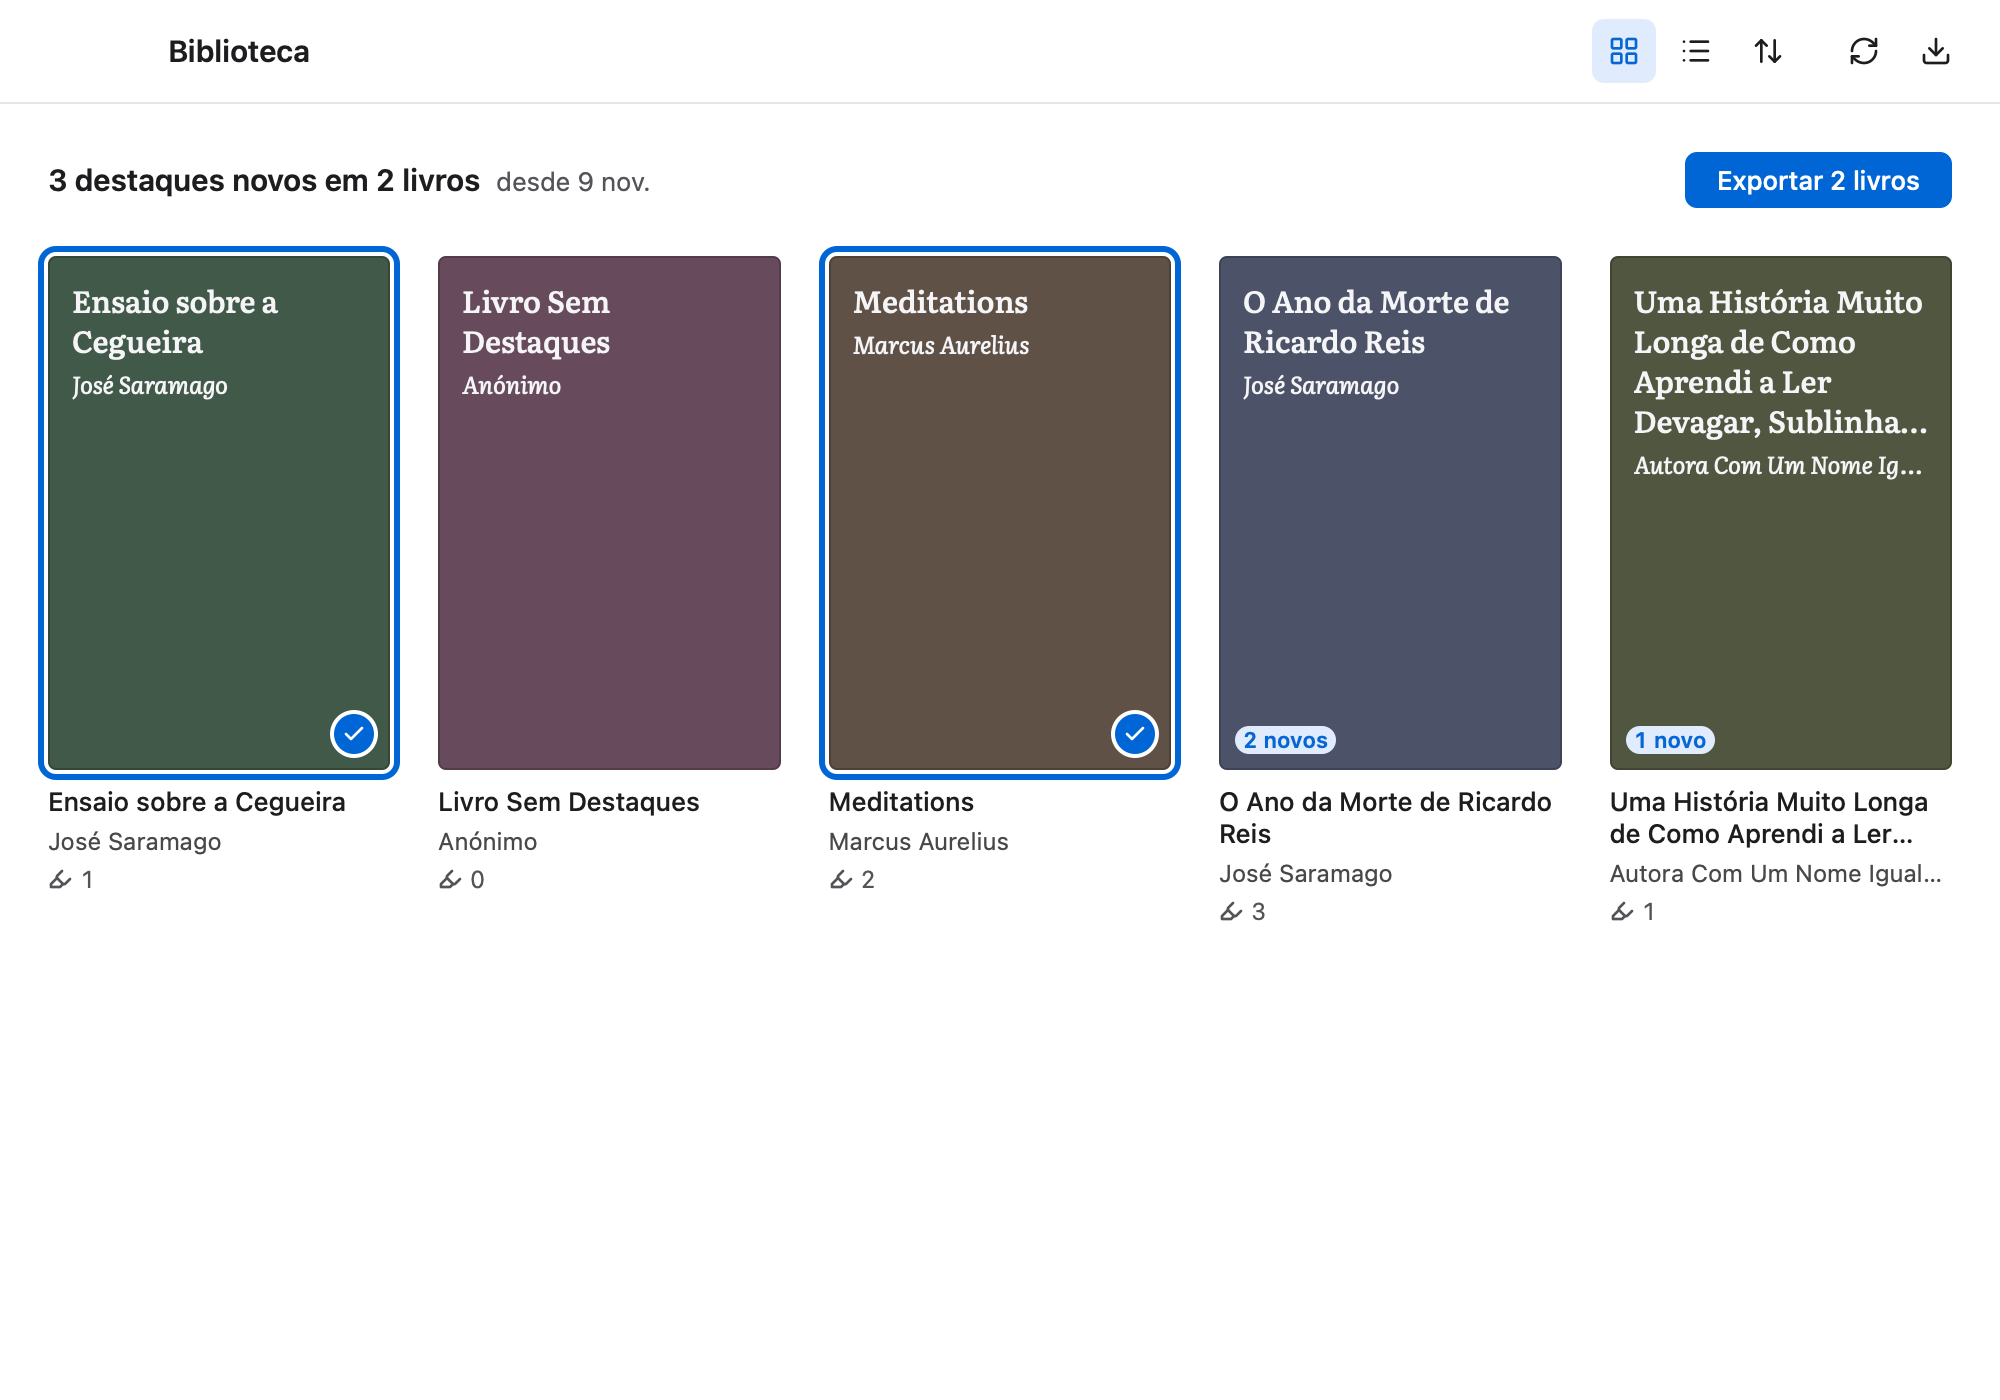 Biblioteca
3 destaques novos em 2 livros desde 9 nov.
Exportar 2 livros
Ensaio sobre a
Cegueira
José Saramago
Livro Sem
Destaques
Anónimo
Meditations
Marcus Aurelius
O Ano da Morte de
Ricardo Reis
José Saramago
2 novos
Uma História Muito
Longa de Como
Aprendi a Ler
Devagar, Sublinha...
Autora Com Um Nome Ig...
1 novo
Ensaio sobre a Cegueira
José Saramago
1
Livro Sem Destaques
Anónimo
0
Meditations
Marcus Aurelius
2
O Ano da Morte de Ricardo
Reis
José Saramago
3
Uma História Muito Longa
de Como Aprendi a Ler...
Autora Com Um Nome Igual...
1